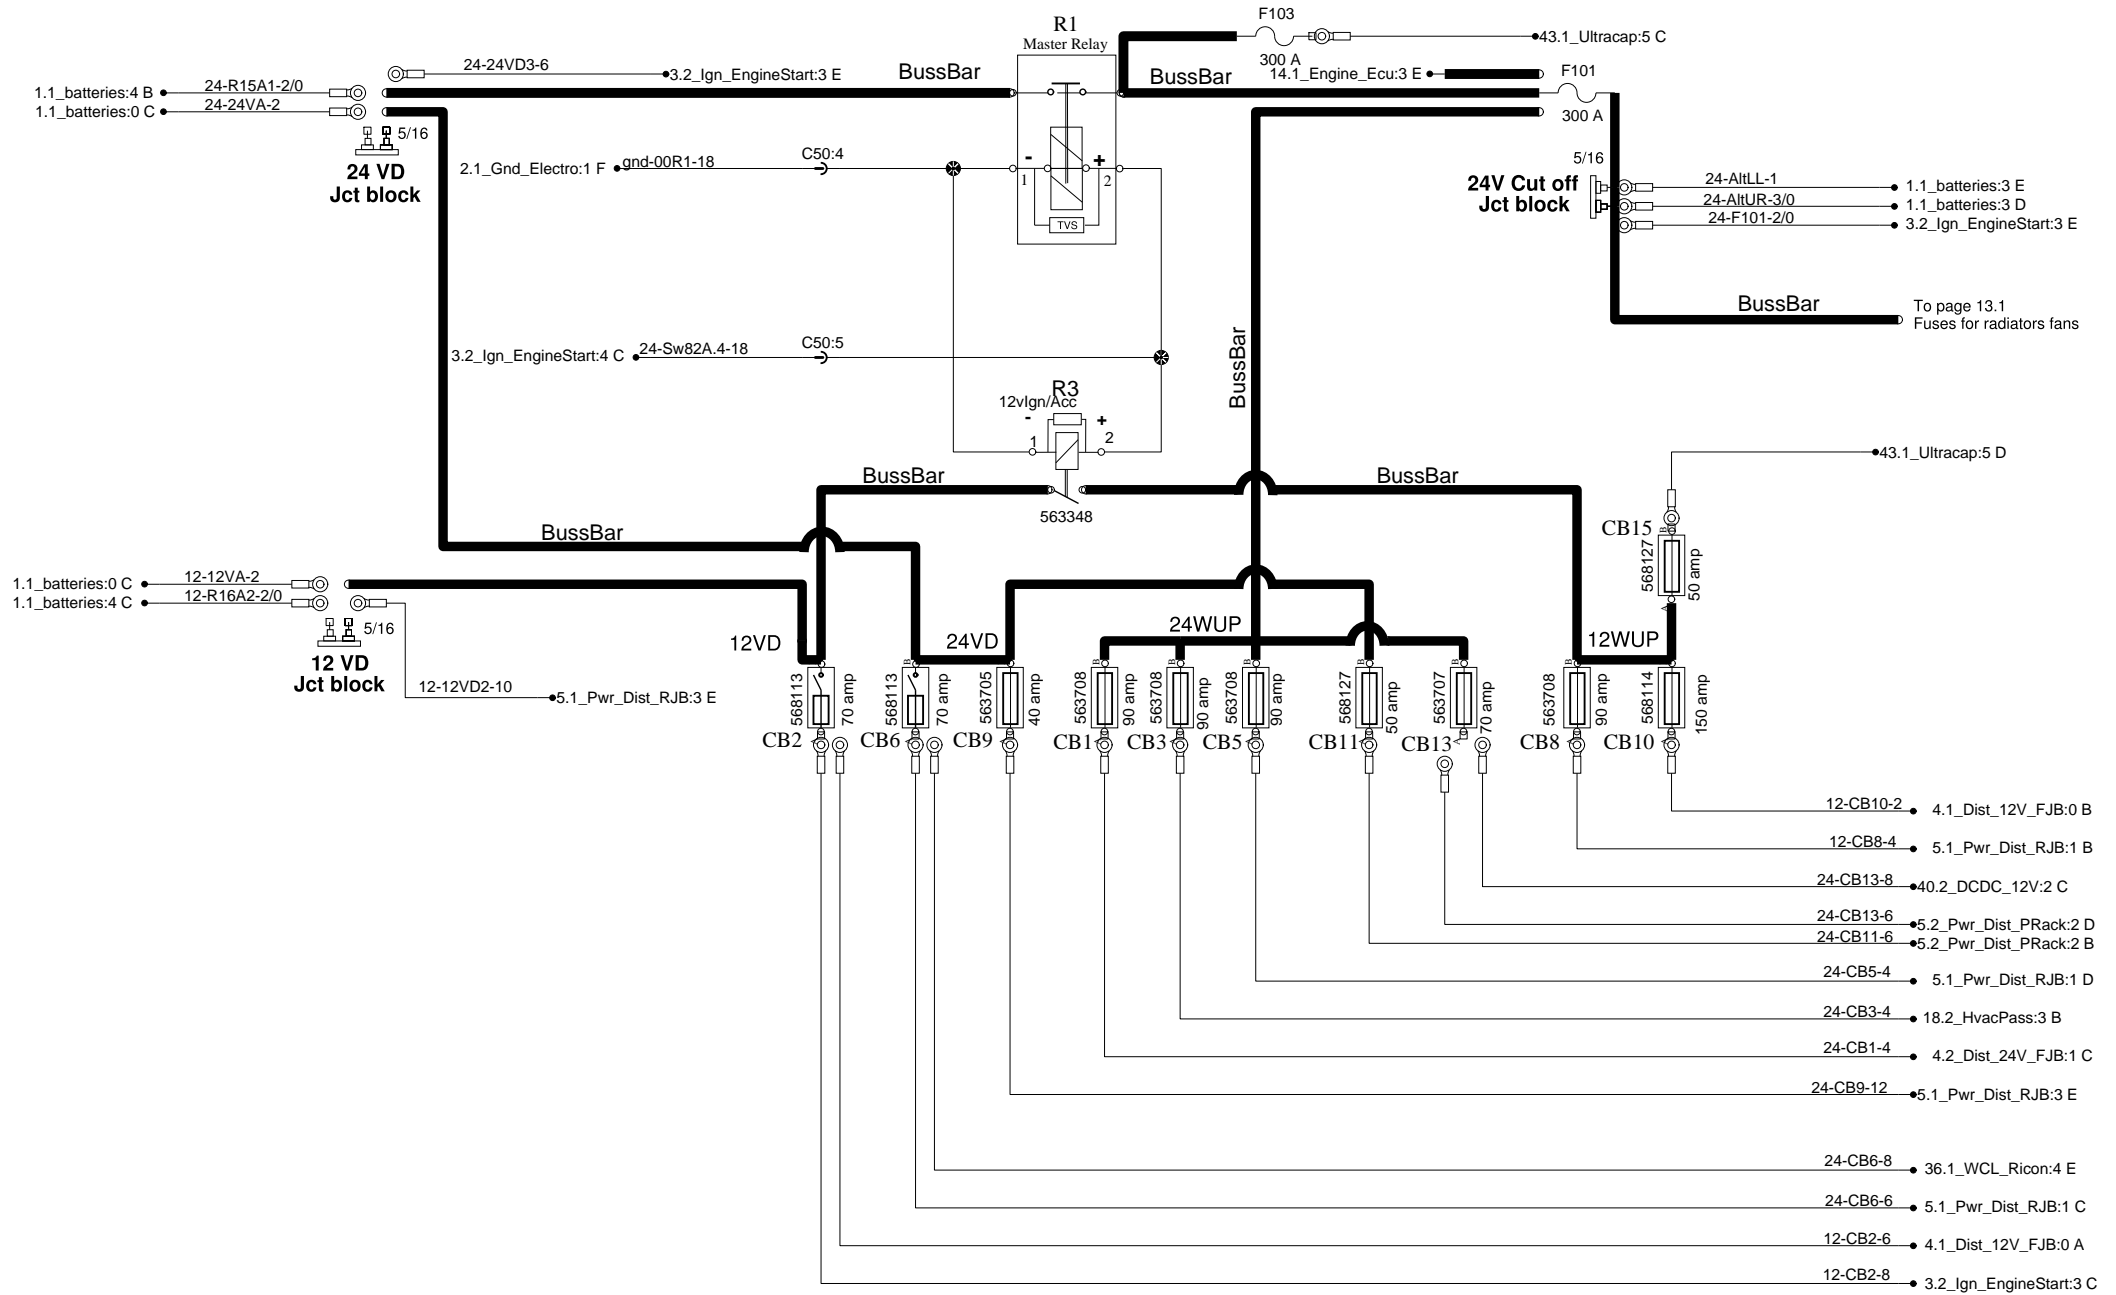 R1
Master Relay
F103
300 A
43.1_Ultracap:5 C
24-24VD3-6
3.2_Ign_EngineStart:3 E
BussBar
BussBar
14.1_Engine_Ecu:3 E
F101
300 A
1.1_batteries:4 B
24-R15A1-2/0
1.1_batteries:0 C
24-24VA-2
5/16
24 VD
Jct block
2.1_Gnd_Electro:1 F
gnd-00R1-18
C50:4
-
+
1
2
TVS
5/16
24V Cut off
Jct block
24-AltLL-1
1.1_batteries:3 E
24-AltUR-3/0
1.1_batteries:3 D
24-F101-2/0
3.2_Ign_EngineStart:3 E
BussBar
To page 13.1
Fuses for radiators fans
3.2_Ign_EngineStart:4 C
24-Sw82A.4-18
C50:5
BussBar
R3
12vIgn/Acc
-
+
1
2
563348
BussBar
BussBar
43.1_Ultracap:5 D
BussBar
CB15
B
568127
50 amp
A
1.1_batteries:0 C
12-12VA-2
1.1_batteries:4 C
12-R16A2-2/0
5/16
12 VD
Jct block
12-12VD2-10
5.1_Pwr_Dist_RJB:3 E
12VD
24VD
24WUP
12WUP
568113
70 amp
CB2
B
568113
70 amp
CB6
563705
40 amp
CB9
B
563708
90 amp
CB1
B
563708
90 amp
CB3
B
563708
90 amp
CB5
B
568127
50 amp
CB11
B
563707
70 amp
CB13
A
B
563708
90 amp
CB8
568114
150 amp
CB10
12-CB10-2
4.1_Dist_12V_FJB:0 B
12-CB8-4
5.1_Pwr_Dist_RJB:1 B
24-CB13-8
40.2_DCDC_12V:2 C
24-CB13-6
5.2_Pwr_Dist_PRack:2 D
24-CB11-6
5.2_Pwr_Dist_PRack:2 B
24-CB5-4
5.1_Pwr_Dist_RJB:1 D
24-CB3-4
18.2_HvacPass:3 B
24-CB1-4
4.2_Dist_24V_FJB:1 C
24-CB9-12
5.1_Pwr_Dist_RJB:3 E
24-CB6-8
36.1_WCL_Ricon:4 E
24-CB6-6
5.1_Pwr_Dist_RJB:1 C
12-CB2-6
4.1_Dist_12V_FJB:0 A
12-CB2-8
3.2_Ign_EngineStart:3 C